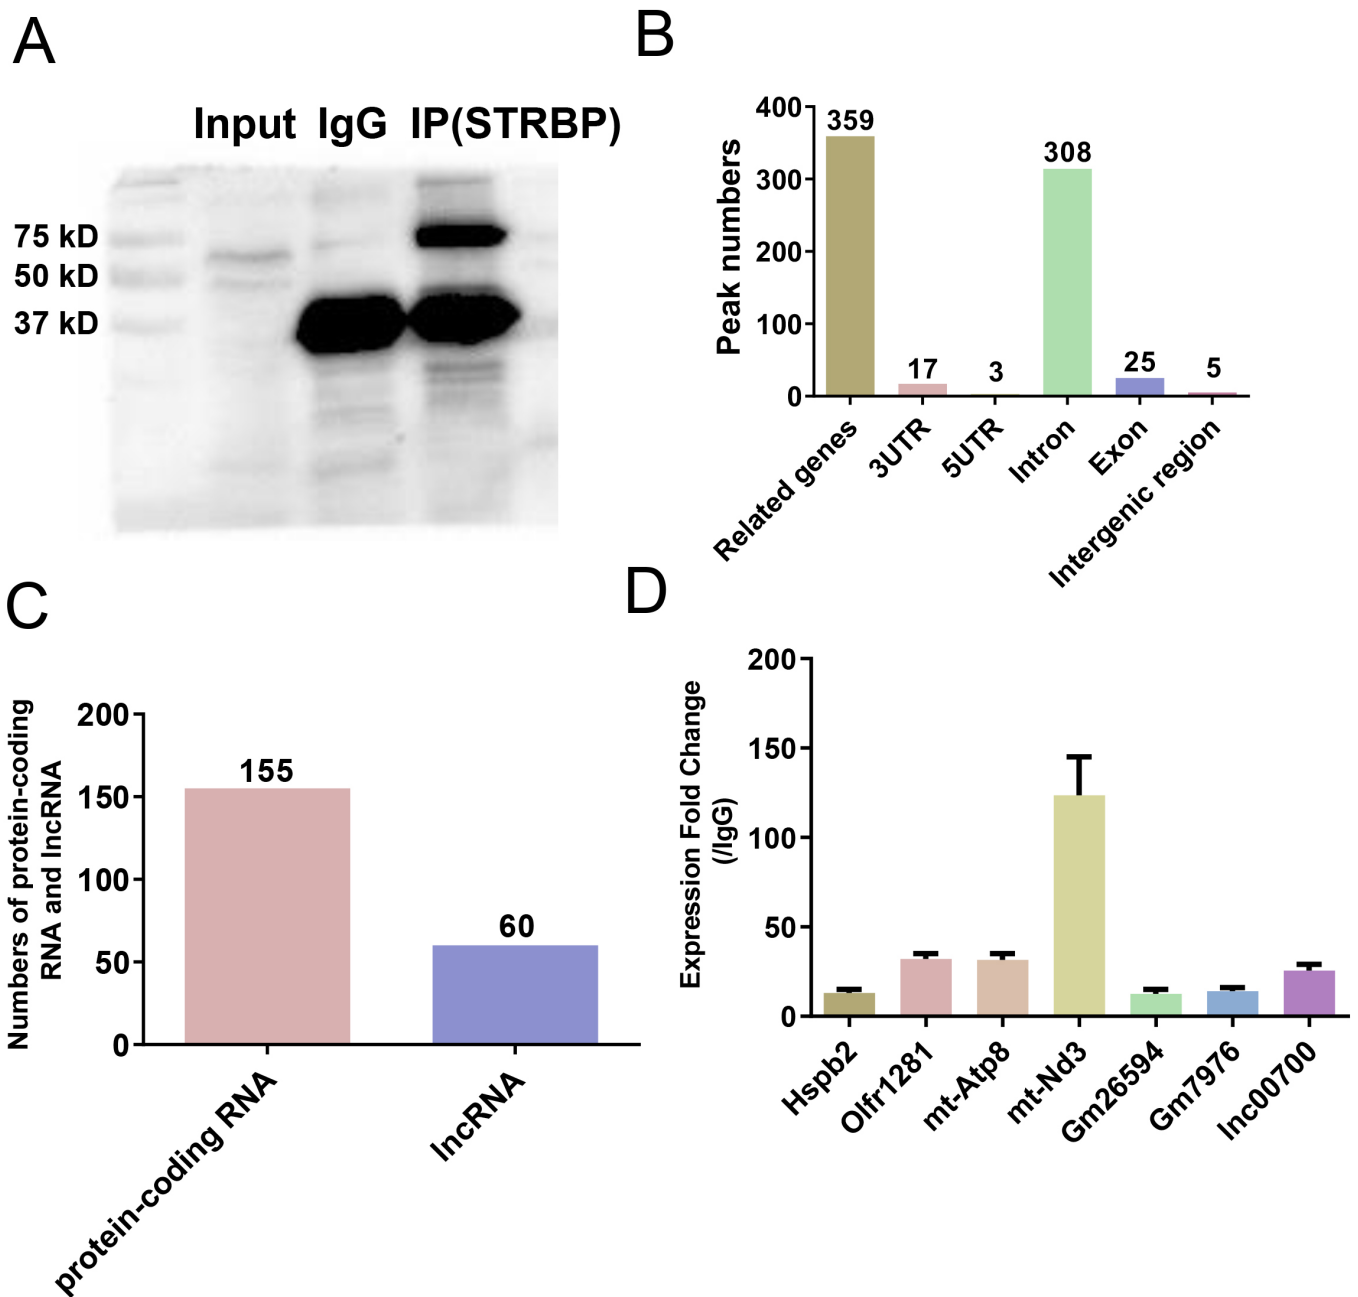 A
Input IgG IP(STRBP)
75 kD
50 kD
37 kD
B
Peak numbers
400
300
200
100
0
359
17
3
308
25
5
Related genes
3UTR
5UTR
Intron
Exon
Intergenic region
C
Numbers of protein-coding
RNA and lncRNA
200
150
100
50
0
155
60
protein-coding RNA
lncRNA
D
Expression Fold Change
(/IgG)
200
150
100
50
0
Hspb2
Olfr1281
mt-Atp8
mt-Nd3
Gm26594
Gm7976
lnc00700